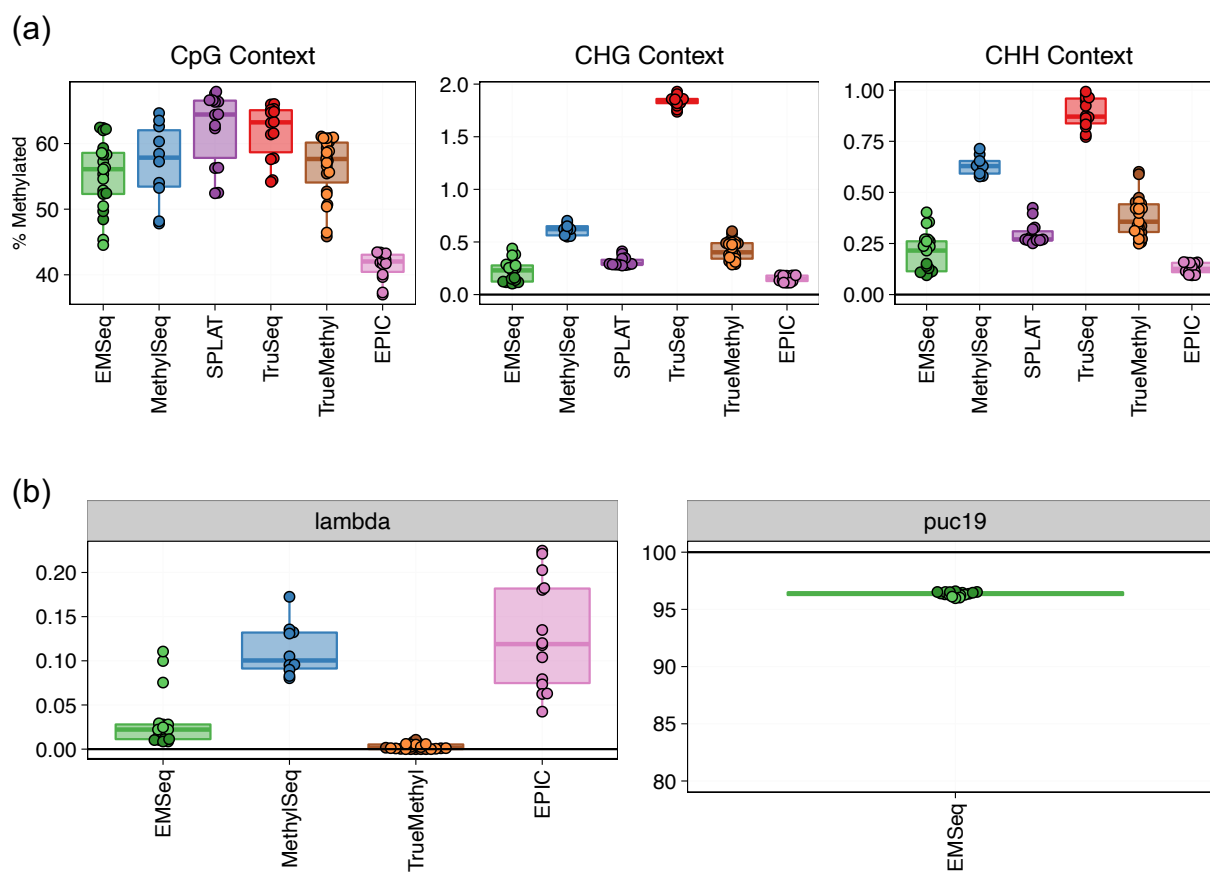 (a)
CpG Context CHG Context CHH Context
% Methylated
60
50
40
2.0
1.5
1.0
0.5
0.0
1.00
0.75
0.50
0.25
0.00
EMSeq MethylSeq SPLAT TruSeq TrueMethyl EPIC
EMSeq MethylSeq SPLAT TruSeq TrueMethyl EPIC
EMSeq MethylSeq SPLAT TruSeq TrueMethyl EPIC
(b)
lambda puc19
0.20
0.15
0.10
0.05
0.00
100
95
90
85
80
EMSeq MethylSeq TrueMethyl EPIC
EMSeq